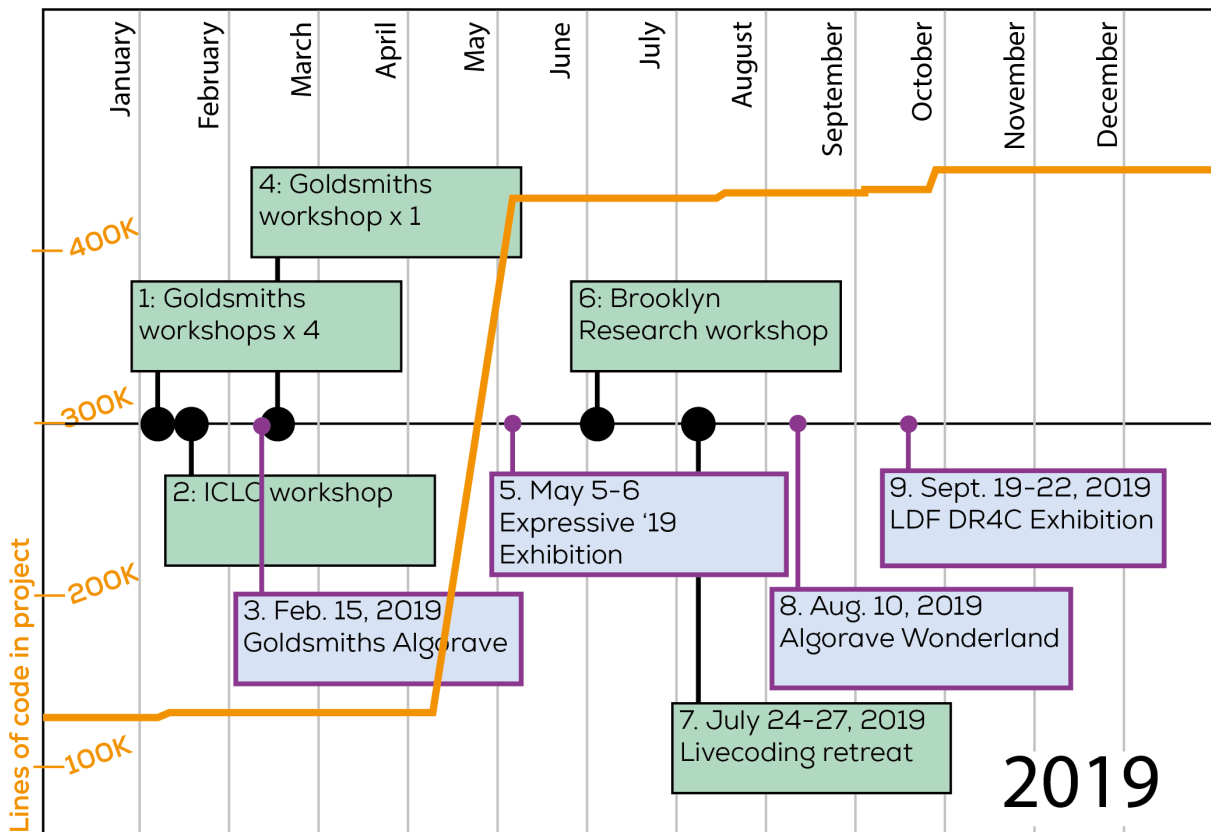 January
February
March
April
May
June
July
August
September
October
November
December
4: Goldsmiths
workshop x 1
400K
1: Goldsmiths
workshops x 4
6: Brooklyn
Research workshop
300K
2: ICLC workshop
5. May 5-6
Expressive ‘19
Exhibition
9. Sept. 19-22, 2019
LDF DR4C Exhibition
200K
3. Feb. 15, 2019
Goldsmiths Algorave
8. Aug. 10, 2019
Algorave Wonderland
7. July 24-27, 2019
Livecoding retreat
100K
Lines of code in project
2019